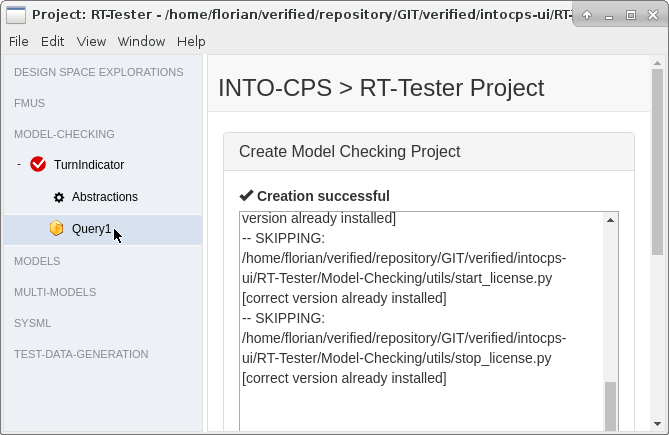 Project: RT-Tester - /home/florian/verified/repository/GIT/verified/intocps-ui/RT-
File Edit View Window Help
DESIGN SPACE EXPLORATIONS
FMUS
MODEL-CHECKING
- TurnIndicator
Abstractions
Query1
MODELS
MULTI-MODELS
SYSML
TEST-DATA-GENERATION
INTO-CPS > RT-Tester Project
Create Model Checking Project
Creation successful
version already installed]
-- SKIPPING:
/home/florian/verified/repository/GIT/verified/intocps-
ui/RT-Tester/Model-Checking/utils/start_license.py
[correct version already installed]
-- SKIPPING:
/home/florian/verified/repository/GIT/verified/intocps-
ui/RT-Tester/Model-Checking/utils/stop_license.py
[correct version already installed]